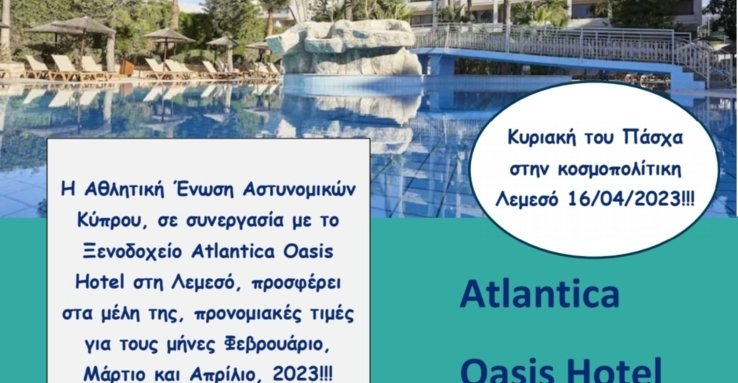 Κυριακή του Πάσχα
στην κοσμοπολίτικη
Λεμεσό 16/04/2023!!!
Η Αθλητική Ένωση Αστυνομικών
Κύπρου, σε συνεργασία με το
Ξενοδοχείο Atlantica Oasis
Hotel στη Λεμεσό, προσφέρει
στα μέλη της, προνομιακές τιμές
για τους μήνες Φεβρουάριο,
Μάρτιο και Απρίλιο, 2023!!!
Atlantica
Oasis Hotel